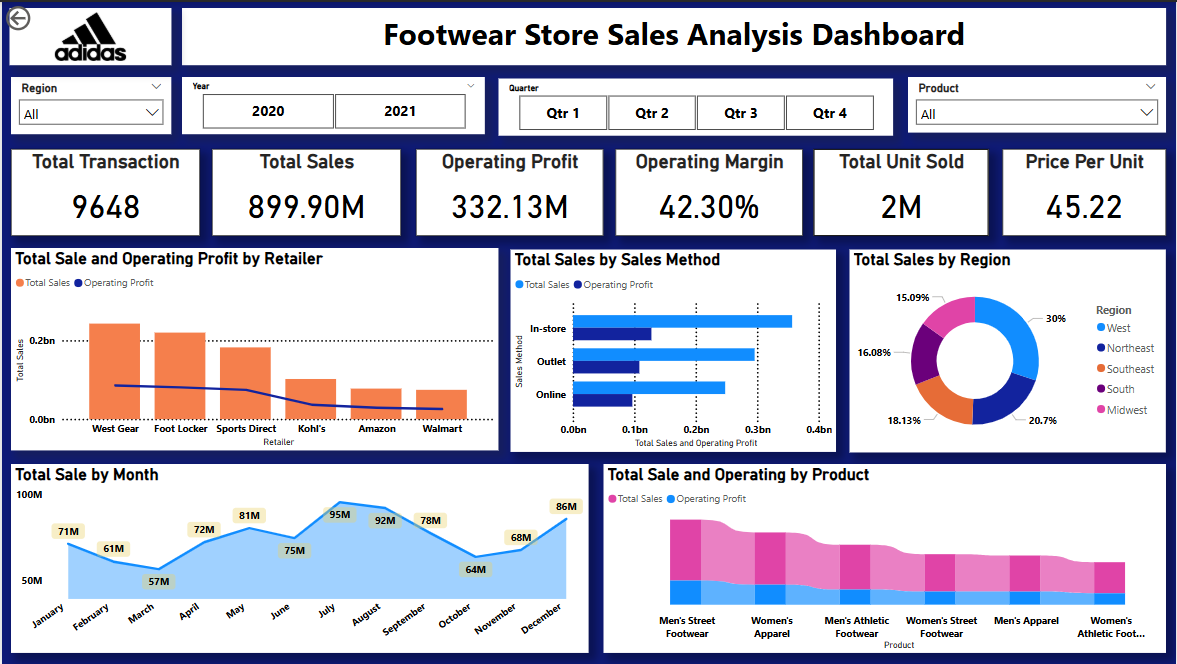 adidas
Footwear Store Sales Analysis Dashboard
Region
All
Year
2020
2021
Quarter
Qtr 1
Qtr 2
Qtr 3
Qtr 4
Product
All
Total Transaction
9648
Total Sales
899.90M
Operating Profit
332.13M
Operating Margin
42.30%
Total Unit Sold
2M
Price Per Unit
45.22
Total Sale and Operating Profit by Retailer
Total Sales
Operating Profit
Total Sales
0.2bn
0.0bn
West Gear
Foot Locker
Sports Direct
Kohl's
Amazon
Walmart
Retailer
Total Sales by Sales Method
Total Sales
Operating Profit
Sales Method
In-store
Outlet
Online
0.0bn
0.1bn
0.2bn
0.3bn
0.4bn
Total Sales and Operating Profit
Total Sales by Region
15.09%
30%
16.08%
18.13%
20.7%
Region
West
Northeast
Southeast
South
Midwest
Total Sale by Month
100M
50M
71M
61M
57M
72M
81M
75M
95M
92M
78M
64M
68M
86M
January
February
March
April
May
June
July
August
September
October
November
December
Total Sale and Operating by Product
Total Sales
Operating Profit
Men's Street
Footwear
Women's
Apparel
Men's Athletic
Footwear
Women's Street
Footwear
Men's Apparel
Women's
Athletic Foot...
Product